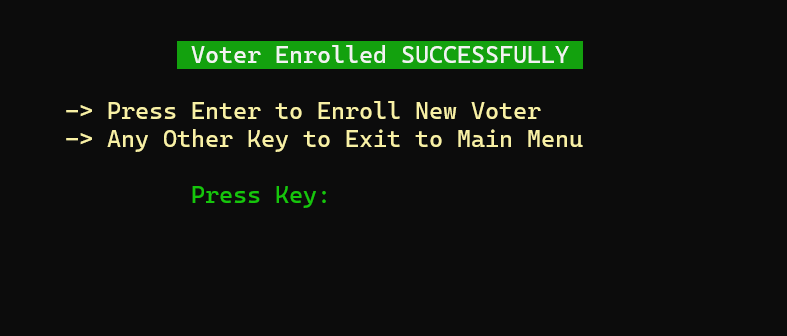 Voter Enrolled SUCCESSFULLY
-> Press Enter to Enroll New Voter
-> Any Other Key to Exit to Main Menu
Press Key: